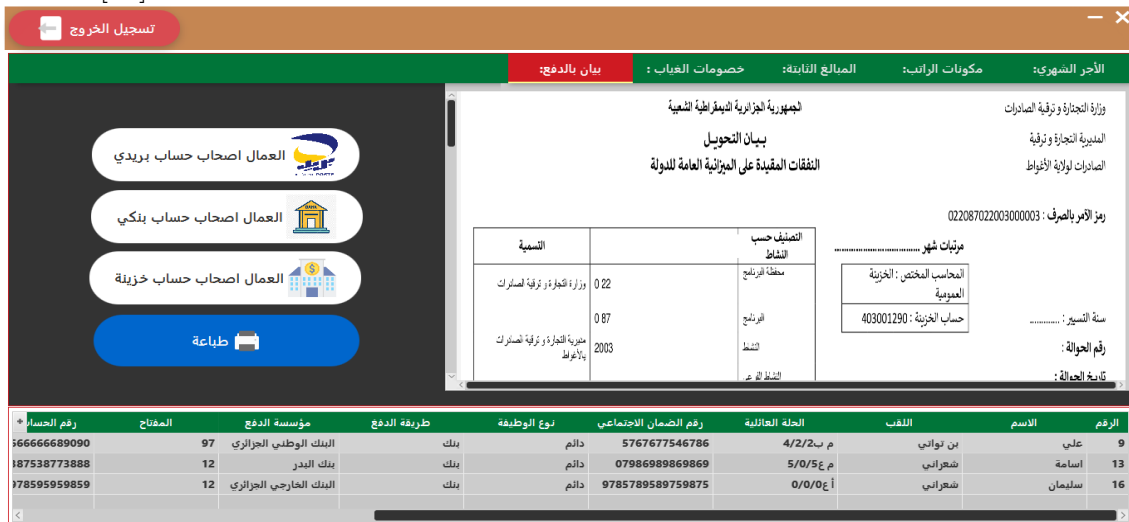 تسجيل الخروج
الأجر الشهري: مكونات الراتب: المبالغ الثابتة: خصومات الغياب : بيان بالدفع:
الجمهورية الجزائرية الديمقراطية الشعبية
وزارة التجتارة و ترقية الصادرات
بـيـان التحويـل
المديرية التجارة و ترقية
النفقات المقيدة على الميزانية العامة للدولة
الصادرات لولاية الأغواط
رمز الآمر بالصرف : 022087022003000003
مرتبات شهر ........................
المحاسب المختص : الخزينة العمومية
سنة التسيير : ............
حساب الخزينة : 403001290
رقم الحوالة :
تاريخ الحوالة :
التصنيف حسب النشاط التسمية
محفظة البرنامج 0 22 وزارة التجارة و ترقية الصادرات
البرنامج 0 87
النشط 2003 مديرية التجارة و ترقية الصادرات بالأغواط
العمال اصحاب حساب بريدي
العمال اصحاب حساب بنكي
العمال اصحاب حساب خزينة
طباعة
الرقم الاسم اللقب الحلة العائلية رقم الضمان الاجتماعي نوع الوظيفة طريقة الدفغ مؤسسة الدفع المفتاح رقم الحساب
9 علي بن تواتي م ب4/2/2 5767677546786 دائم بنك البنك الوطني الجزائري 97 566666689090
13 اسامة شعراني م ع5/0/5 07986989869869 دائم بنك بنك البدر 12 387538773888
16 سليمان شعراني أ ع0/0/0 9785789589759875 دائم بنك البنك الخارجي الجزائري 12 978595959859